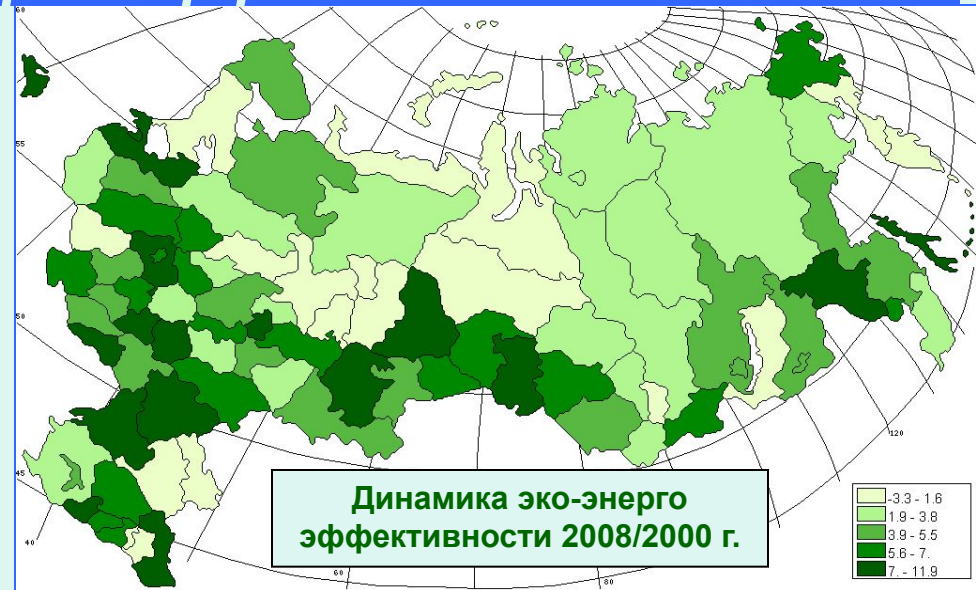 60
55
50
45
40
60
80
120
Динамика эко-энерго
эффективности 2008/2000 г.
-3.3 - 1.6
1.9 - 3.8
3.9 - 5.5
5.6 - 7.
7. - 11.9